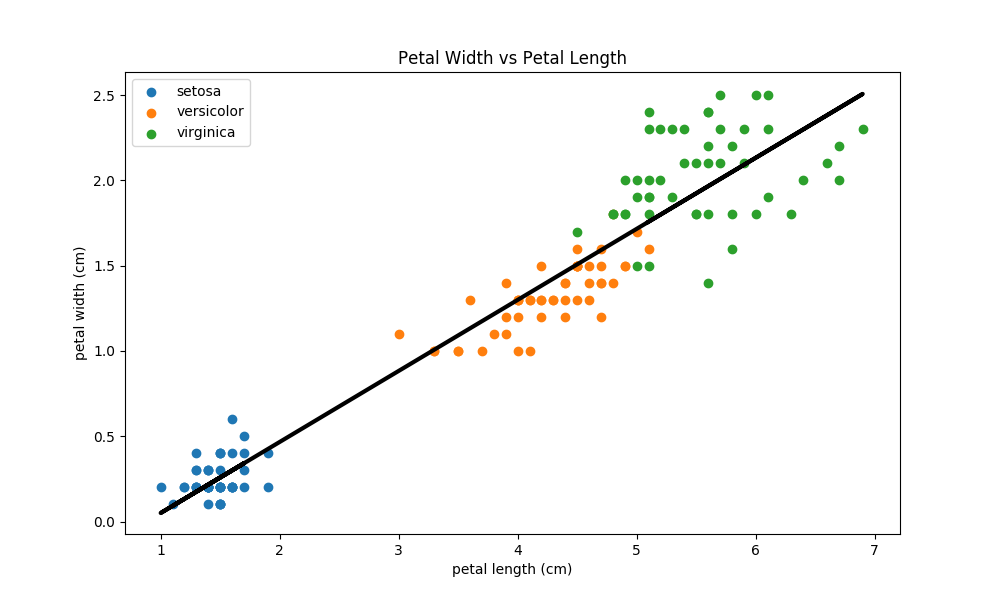 Petal Width vs Petal Length
setosa
versicolor
virginica
petal width (cm)
2.5
2.0
1.5
1.0
0.5
0.0
1 2 3 4 5 6 7
petal length (cm)